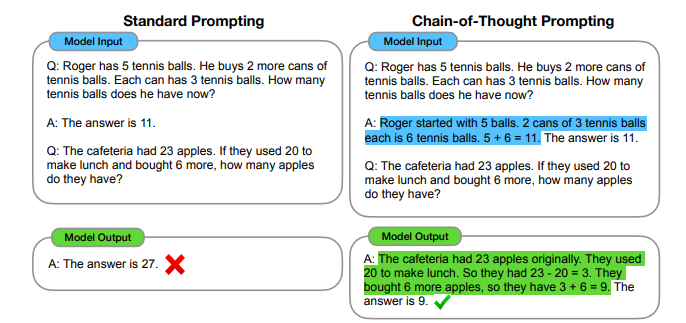 Standard Prompting
Model Input
Q: Roger has 5 tennis balls. He buys 2 more cans of
tennis balls. Each can has 3 tennis balls. How many
tennis balls does he have now?
A: The answer is 11.
Q: The cafeteria had 23 apples. If they used 20 to
make lunch and bought 6 more, how many apples
do they have?
Model Output
A: The answer is 27.
Chain-of-Thought Prompting
Model Input
Q: Roger has 5 tennis balls. He buys 2 more cans of
tennis balls. Each can has 3 tennis balls. How many
tennis balls does he have now?
A: Roger started with 5 balls. 2 cans of 3 tennis balls
each is 6 tennis balls. 5 + 6 = 11. The answer is 11.
Q: The cafeteria had 23 apples. If they used 20 to
make lunch and bought 6 more, how many apples
do they have?
Model Output
A: The cafeteria had 23 apples originally. They used
20 to make lunch. So they had 23 - 20 = 3. They
bought 6 more apples, so they have 3 + 6 = 9. The
answer is 9.